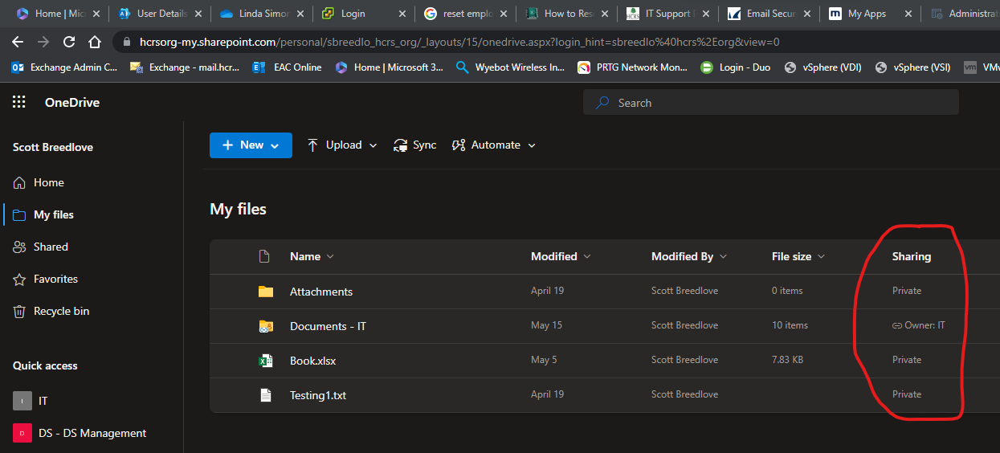 Home | Micr
User Details
Linda Simor
Login
reset emplo
How to Res
HCRS
IT Support
Email Secur
m
My Apps
Administrat
hcrsorg-my.sharepoint.com/personal/sbreedlo_hcrs_org/_layouts/15/onedrive.aspx?login_hint=sbreedlo%40hcrs%2Eorg&view=0
Exchange Admin C...
Exchange - mail.hcr...
EAC Online
Home | Microsoft 3...
Wyebot Wireless In...
PRTG Network Mon...
Login - Duo
vSphere (VDI)
vSphere (VSI)
vm
VMv
OneDrive
Search
Scott Breedlove
Home
My files
Shared
Favorites
Recycle bin
Quick access
I
IT
D
DS - DS Management
+ New
Upload
Sync
Automate
My files
Name Modified Modified By File size Sharing
Attachments April 19 Scott Breedlove 0 items Private
Documents - IT May 15 Scott Breedlove 10 items Owner: IT
Book.xlsx May 5 Scott Breedlove 7.83 KB Private
Testing1.txt April 19 Scott Breedlove Private